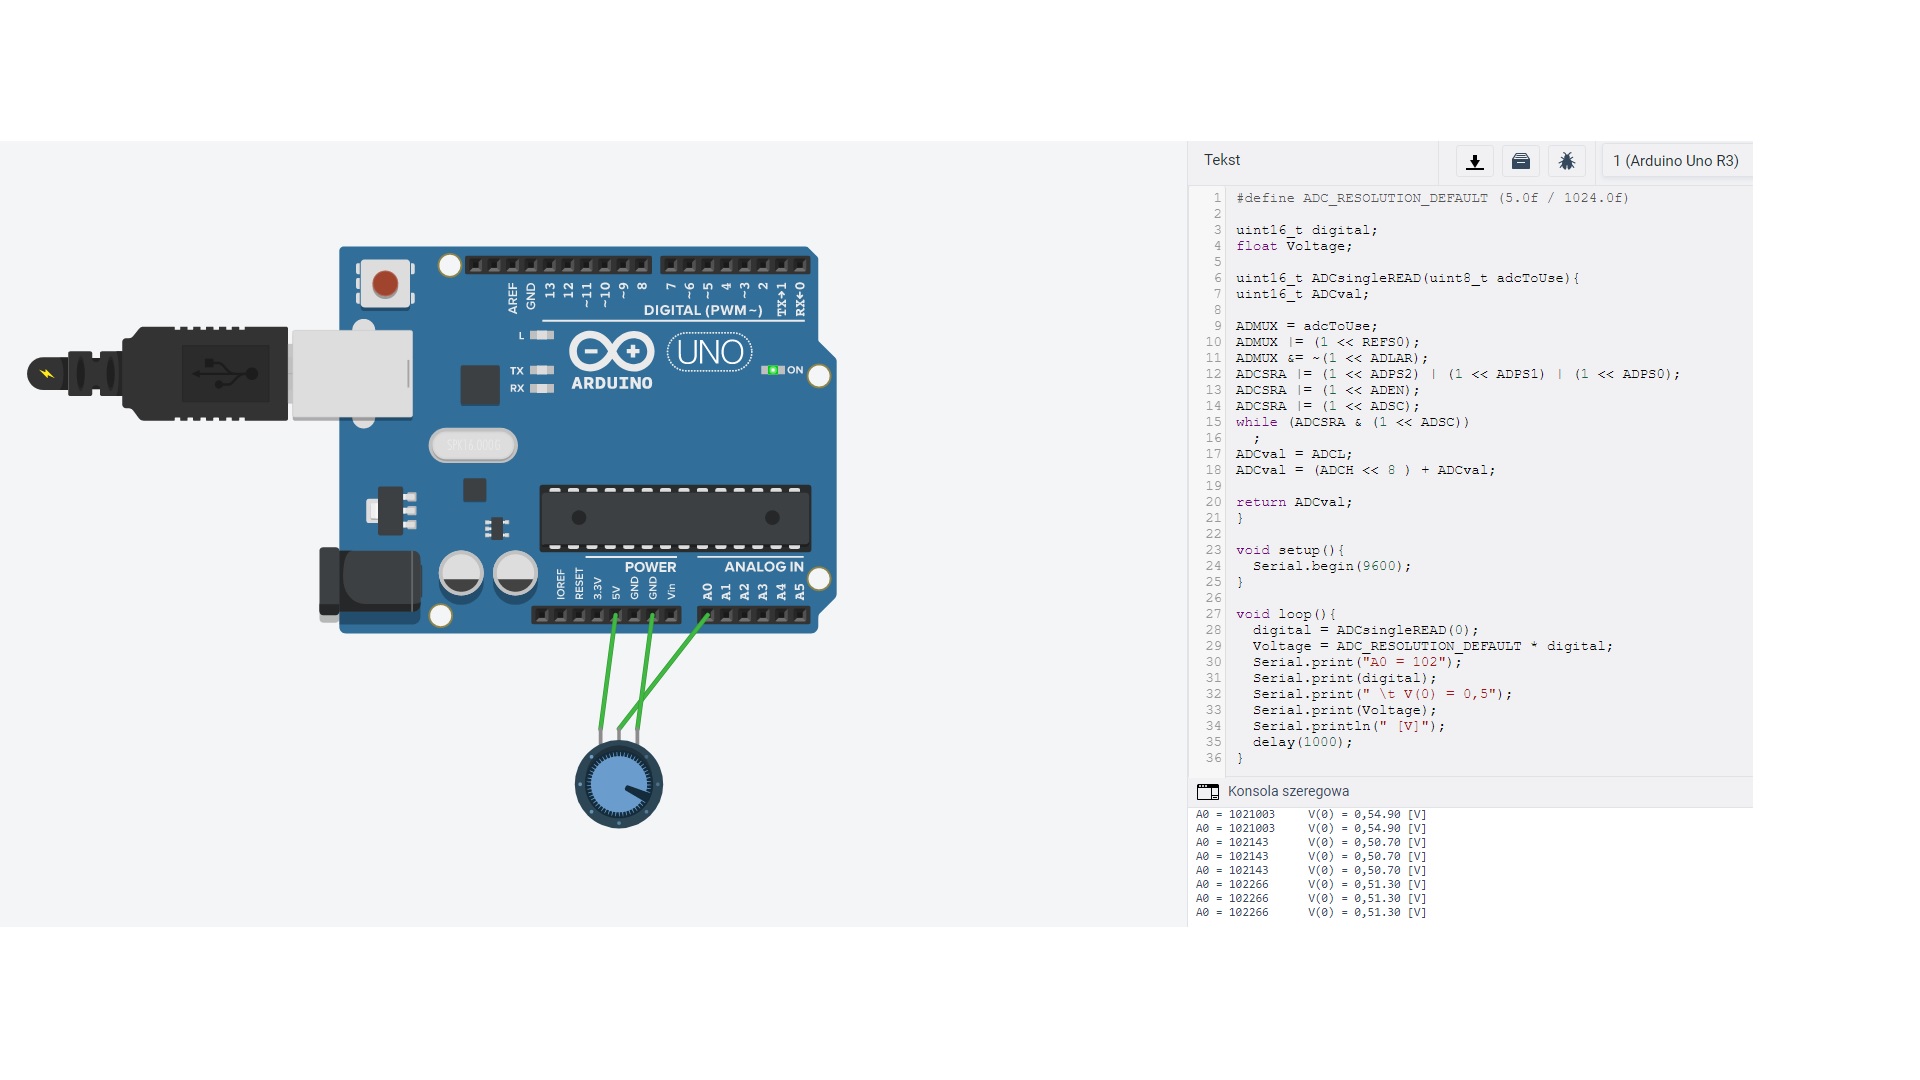 Tekst
1 (Arduino Uno R3)
1 #define ADC_RESOLUTION_DEFAULT (5.0f / 1024.0f)
2
3 uint16_t digital;
4 float Voltage;
5
6 uint16_t ADCsingleREAD(uint8_t adcToUse){
7 uint16_t ADCval;
8
9 ADMUX = adcToUse;
10 ADMUX |= (1 << REFS0);
11 ADMUX &= ~(1 << ADLAR);
12 ADCSRA |= (1 << ADPS2) | (1 << ADPS1) | (1 << ADPS0);
13 ADCSRA |= (1 << ADEN);
14 ADCSRA |= (1 << ADSC);
15 while (ADCSRA & (1 << ADSC))
16 ;
17 ADCval = ADCL;
18 ADCval = (ADCH << 8 ) + ADCval;
19
20 return ADCval;
21 }
22
23 void setup(){
24 Serial.begin(9600);
25 }
26
27 void loop(){
28 digital = ADCsingleREAD(0);
29 Voltage = ADC_RESOLUTION_DEFAULT * digital;
30 Serial.print("A0 = 102");
31 Serial.print(digital);
32 Serial.print(" \t V(0) = 0,5");
33 Serial.print(Voltage);
34 Serial.println(" [V]");
35 delay(1000);
36 }
Konsola szeregowa
A0 = 1021003 V(0) = 0,54.90 [V]
A0 = 1021003 V(0) = 0,54.90 [V]
A0 = 102143 V(0) = 0,50.70 [V]
A0 = 102143 V(0) = 0,50.70 [V]
A0 = 102143 V(0) = 0,50.70 [V]
A0 = 102266 V(0) = 0,51.30 [V]
A0 = 102266 V(0) = 0,51.30 [V]
A0 = 102266 V(0) = 0,51.30 [V]
AREF GND 13 12 ~11 ~10 ~9 8 7 ~6 ~5 4 ~3 2 TX→1 RX←0
DIGITAL (PWM~)
L
UNO
TX
RX
ARDUINO
ON
SPK16.000G
POWER
ANALOG IN
IOREF RESET 3.3V 5V GND GND Vin A0 A1 A2 A3 A4 A5